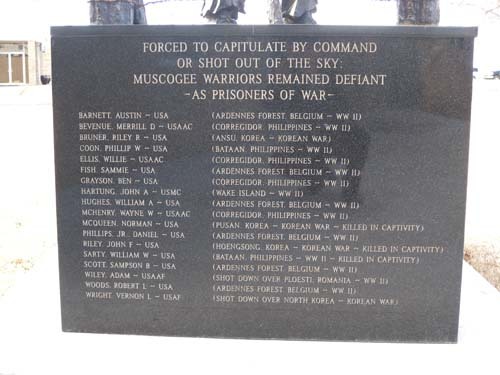 FORCED TO CAPITULATE BY COMMAND
OR SHOT OUT OF THE SKY;
MUSCOGEE WARRIORS REMAINED DEFIANT
~AS PRISONERS OF WAR~
BARNETT, AUSTIN ~ USA (ARDENNES FOREST, BELGIUM ~ WW II)
BEVENUE, MERRILL D ~ USAAC (CORREGIDOR, PHILIPPINES ~ WW II)
BRUNER, RILEY R ~ USA (ANSU, KOREA ~ KOREAN WAR)
COON, PHILLIP W ~ USA (BATAAN, PHILIPPINES ~ WW II)
ELLIS, WILLIE ~ USAAC (CORREGIDOR, PHILIPPINES ~ WW II)
FISH, SAMMIE ~ USA (ARDENNES FOREST, BELGIUM ~ WW II)
GRAYSON, BEN ~ USA (CORREGIDOR, PHILIPPINES ~ WW II)
HARTUNG, JOHN A ~ USMC (WAKE ISLAND ~ WW II)
HUGHES, WILLIAM A ~ USA (ARDENNES FOREST, BELGIUM ~ WW II)
MCHENRY, WAYNE W ~ USAAC (CORREGIDOR, PHILIPPINES ~ WW II)
MCQUEEN, NORMAN ~ USA (PUSAN, KOREA ~ KOREAN WAR ~ KILLED IN CAPTIVITY)
PHILLIPS, JR., DANIEL ~ USA (ARDENNES FOREST, BELGIUM ~ WW II)
RILEY, JOHN F ~ USA (HOENGSONG, KOREA ~ KOREAN WAR ~ KILLED IN CAPTIVITY)
SARTY, WILLIAM W ~ USA (BATAAN, PHILIPPINES ~ WW II ~ KILLED IN CAPTIVITY)
SCOTT, SAMPSON B ~ USA (ARDENNES FOREST, BELGIUM ~ WW II)
WILEY, ADAM ~ USAAF (SHOT DOWN OVER PLOESTI, ROMANIA ~ WW II)
WOODS, ROBERT L ~ USA (ARDENNES FOREST, BELGIUM ~ WW II)
WRIGHT, VERNON L ~ USAF (SHOT DOWN OVER NORTH KOREA ~ KOREAN WAR)